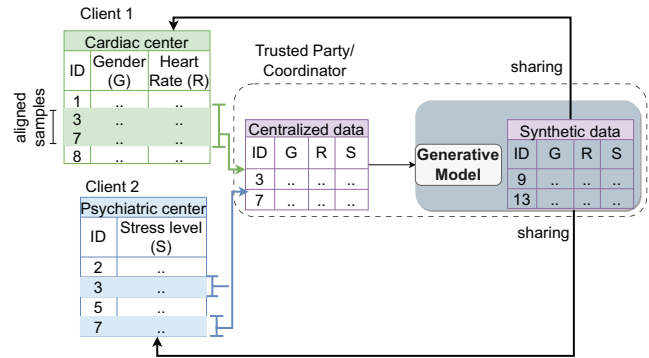 Client 1
Cardiac center
ID Gender (G) Heart Rate (R)
1 .. ..
3 .. ..
7 .. ..
8 .. ..
aligned samples
Client 2
Psychiatric center
ID Stress level (S)
2 ..
3 ..
5 ..
7 ..
Trusted Party/
Coordinator
Centralized data
ID G R S
3 .. .. ..
7 .. .. ..
Generative
Model
Synthetic data
ID G R S
9 .. .. ..
13 .. .. ..
sharing
sharing